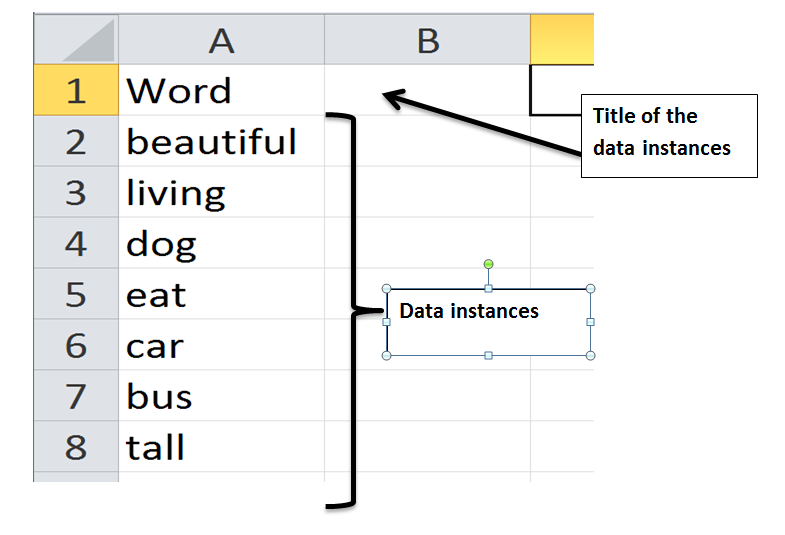 A B
1 Word
Title of the
data instances
2 beautiful
3 living
4 dog
5 eat
Data instances
6 car
7 bus
8 tall